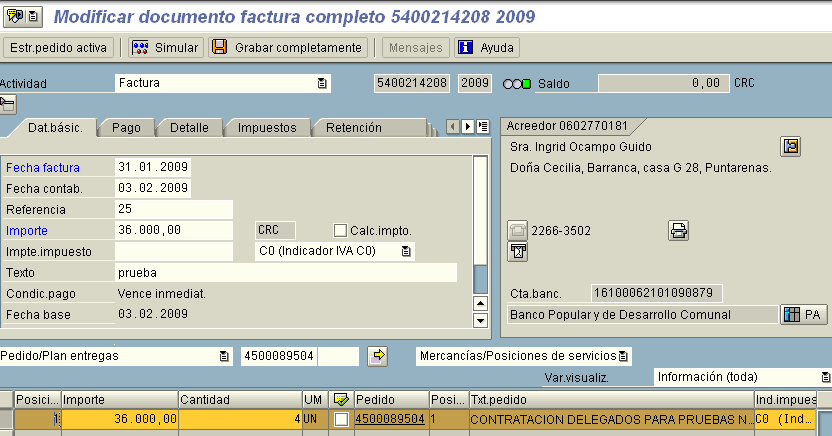 Modificar documento factura completo 5400214208 2009
Estr.pedido activa Simular Grabar completamente Mensajes Ayuda
Actividad Factura 5400214208 2009 Saldo 0,00 CRC
Dat.básic. Pago Detalle Impuestos Retención
Fecha factura 31.01.2009
Fecha contab. 03.02.2009
Referencia 25
Importe 36.000,00 CRC Calc.impto.
Impte.impuesto C0 (Indicador IVA C0)
Texto prueba
Condic.pago Vence inmediat.
Fecha base 03.02.2009
Acreedor 0602770181
Sra. Ingrid Ocampo Guido
Doña Cecilia, Barranca, casa G 28, Puntarenas.
2266-3502
Cta.banc. 16100062101090879
Banco Popular y de Desarrollo Comunal PA
Pedido/Plan entregas 4500089504 Mercancías/Posiciones de servicios
Var.visualiz. Información (toda)
Posici... Importe Cantidad UM Pedido Posi... Txt.pedido Ind.impues
36.000,00 4 UN 4500089504 1 CONTRATACION DELEGADOS PARA PRUEBAS N... C0 (Ind...